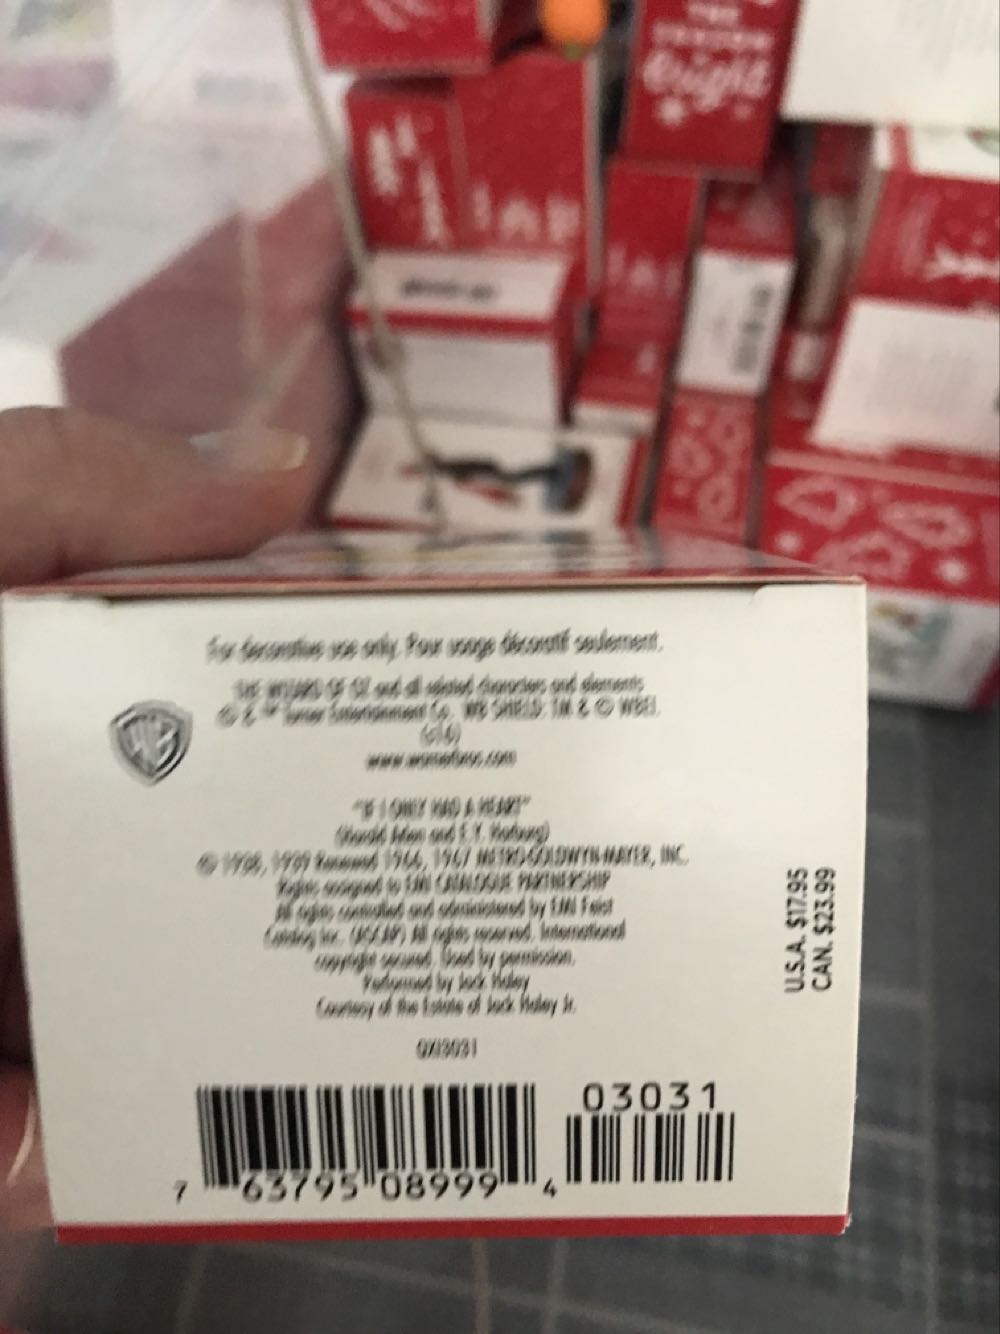 THE
SEASON
Bright
For decorative use only. Pour usage décoratif seulement.
THE WIZARD OF OZ and all related characters and elements
© & ™ Turner Entertainment Co. WB SHIELD: TM & © WBEI.
(s16)
www.warnerbros.com
WB
"IF I ONLY HAD A HEART"
(Harold Arlen and E.Y. Harburg)
© 1938, 1939 Renewed 1966, 1967 METRO-GOLDWYN-MAYER, INC.
Rights assigned to EMI CATALOGUE PARTNERSHIP
All rights controlled and administered by EMI Feist
Catalog Inc. (ASCAP) All rights reserved. International
copyright secured. Used by permission.
Performed by Jack Haley
Courtesy of the Estate of Jack Haley Jr.
QXI3031
U.S.A. $17.95
CAN. $23.99
03031
7 63795 08999 4